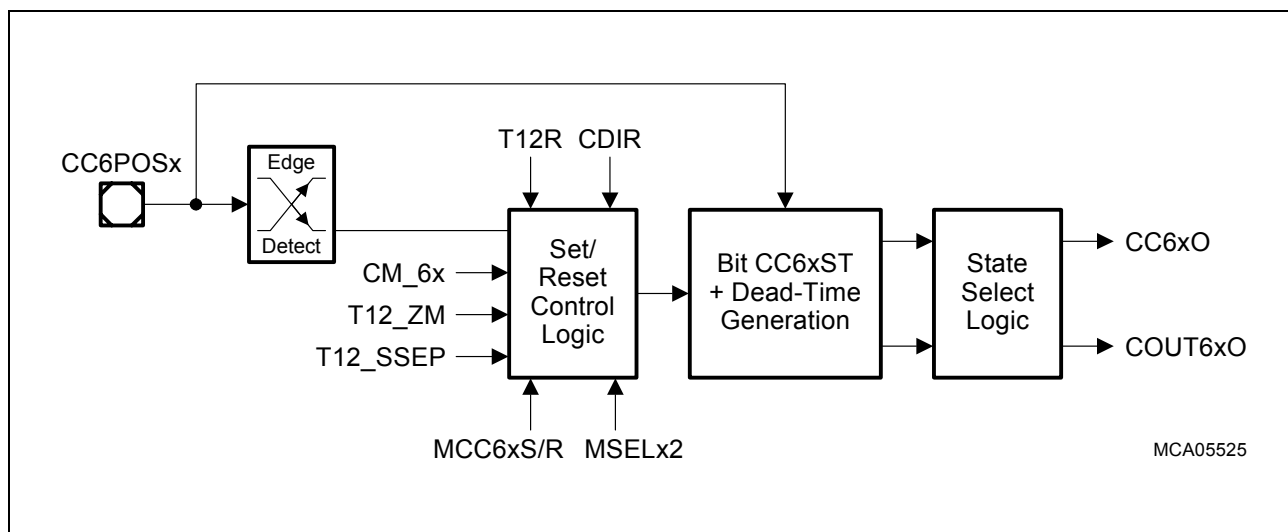 T12R CDIR
CC6POSx
Edge
Detect
CM_6x
T12_ZM
T12_SSEP
Set/
Reset
Control
Logic
MCC6xS/R MSELx2
Bit CC6xST
+ Dead-Time
Generation
State
Select
Logic
CC6xO
COUT6xO
MCA05525